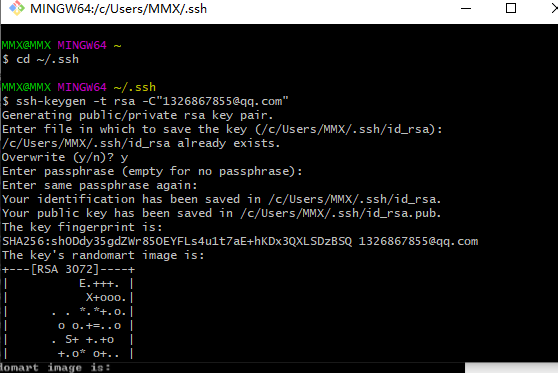 MINGW64:/c/Users/MMX/.ssh
MMX@MMX MINGW64 ~
$ cd ~/.ssh
MMX@MMX MINGW64 ~/.ssh
$ ssh-keygen -t rsa -C"1326867855@qq.com"
Generating public/private rsa key pair.
Enter file in which to save the key (/c/Users/MMX/.ssh/id_rsa):
/c/Users/MMX/.ssh/id_rsa already exists.
Overwrite (y/n)? y
Enter passphrase (empty for no passphrase):
Enter same passphrase again:
Your identification has been saved in /c/Users/MMX/.ssh/id_rsa.
Your public key has been saved in /c/Users/MMX/.ssh/id_rsa.pub.
The key fingerprint is:
SHA256:shODdy35gdZWr85OEYFLs4u1t7aE+hKDx3QXLSDzBSQ 1326867855@qq.com
The key's randomart image is:
+---[RSA 3072]----+
|         E.+++. |
|          X+ooo.|
|     . . *.*+.o.|
|      o o.+=..o |
|     . S+ +.+o  |
|      +.o* o+.. |
domart image is: